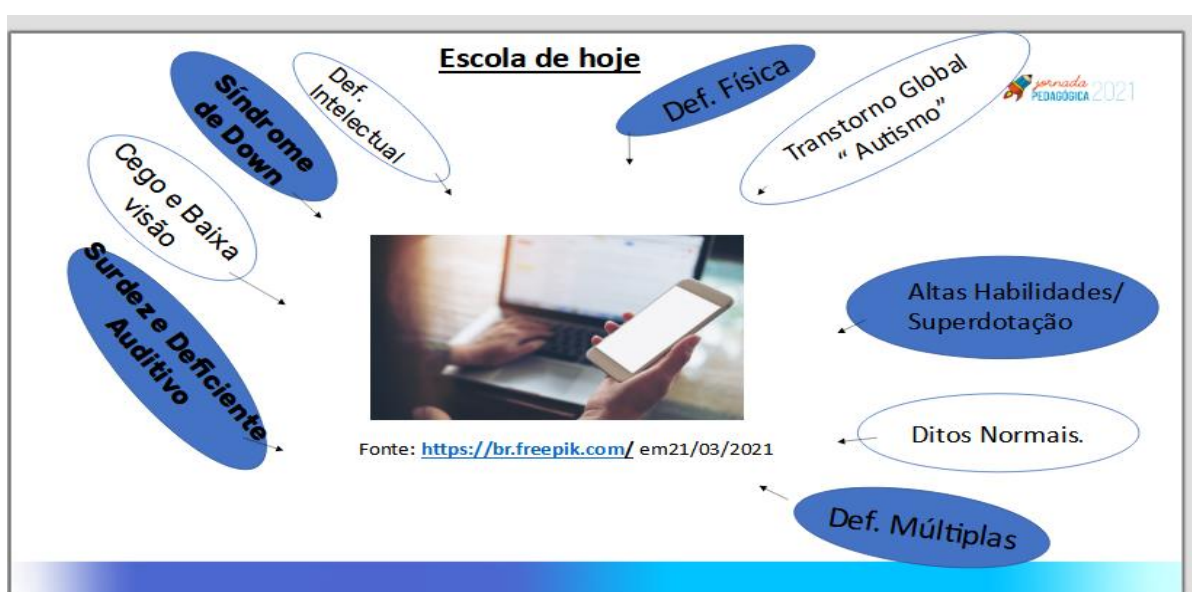 Escola de hoje
jornada
PEDAGÓGICA 2021
Def.
Intelectual
Síndrome
de Down
Cego e Baixa
visão
Surdez e Deficiente
Auditivo
Def. Física
Transtorno Global
“ Autismo”
Altas Habilidades/
Superdotação
Ditos Normais.
Def. Múltiplas
Fonte: https://br.freepik.com/ em21/03/2021